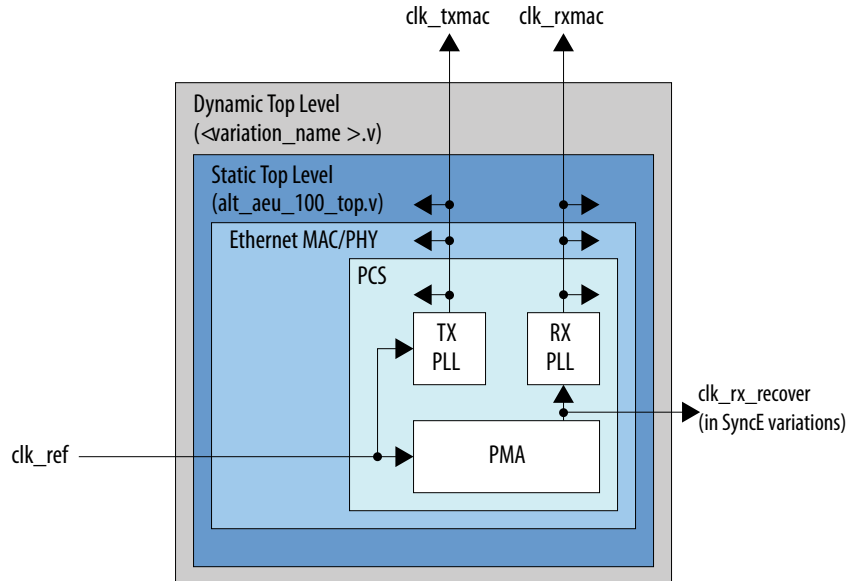 clk_txmac
clk_rxmac
Dynamic Top Level
(<variation_name >.v)
Static Top Level
(alt_aeu_100_top.v)
Ethernet MAC/PHY
PCS
TX
PLL
RX
PLL
clk_rx_recover
(in SyncE variations)
clk_ref
PMA